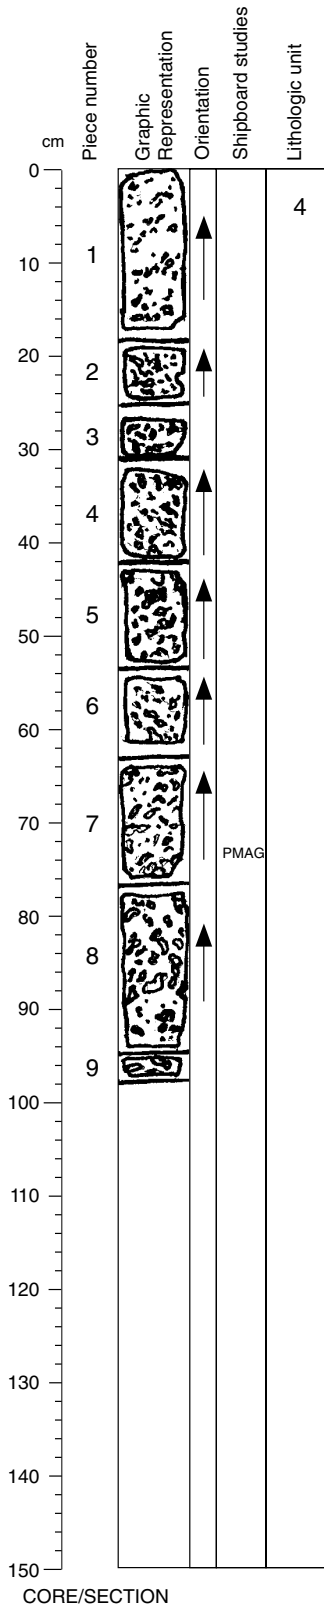 cm
Piece number
Graphic
Representation
Orientation
Shipboard studies
Lithologic unit
0
4
1
10
20
2
3
30
4
40
5
50
6
60
7
70
PMAG
80
8
90
9
100
110
120
130
140
150
CORE/SECTION